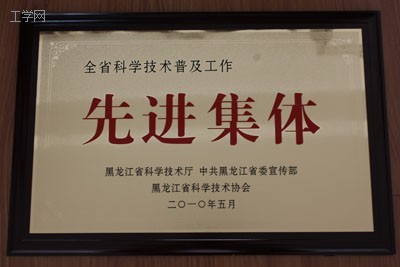 工学网
全省科学技术普及工作
先进集体
黑龙江省科学技术厅 中共黑龙江省委宣传部
黑龙江省科学技术协会
二〇一〇年五月